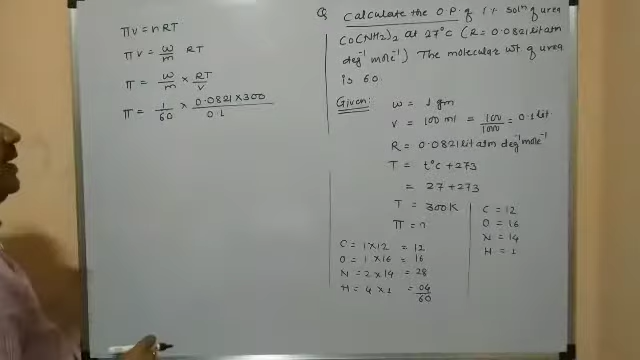 πv = nRT
πv = w/m RT
π = w/m × RT/v
π = 1/60 × 0.0821×300/0.1
Q Calculate the O.P. of 1% soln of urea
CO(NH2)2 at 27°C (R = 0.0821 lit atm
deg⁻¹ mole⁻¹) The molecular wt. of urea
is 60.
Given:
w = 1 gm
v = 100 ml = 100/1000 = 0.1 lit.
R = 0.0821 lit atm deg⁻¹ mole⁻¹
T = t°c + 273
= 27 + 273
T = 300 K
π = ?
C = 1 × 12 = 12
O = 1 × 16 = 16
N = 2 × 14 = 28
H = 4 × 1 = 04
60
C = 12
O = 16
N = 14
H = 1